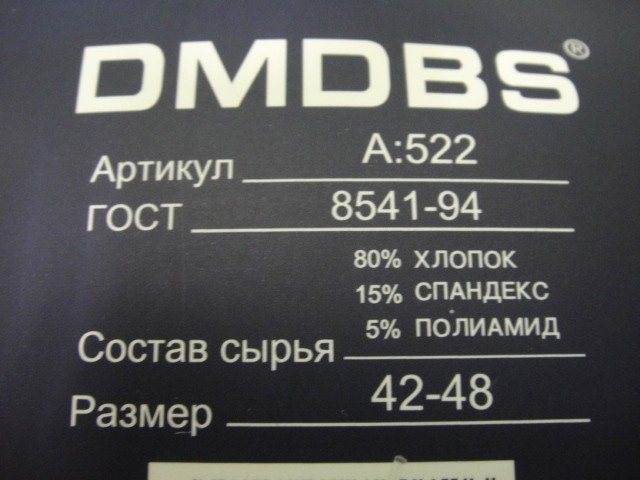 DMDBS®
Артикул A:522
ГОСТ 8541-94
80% ХЛОПОК
15% СПАНДЕКС
5% ПОЛИАМИД
Состав сырья
Размер 42-48